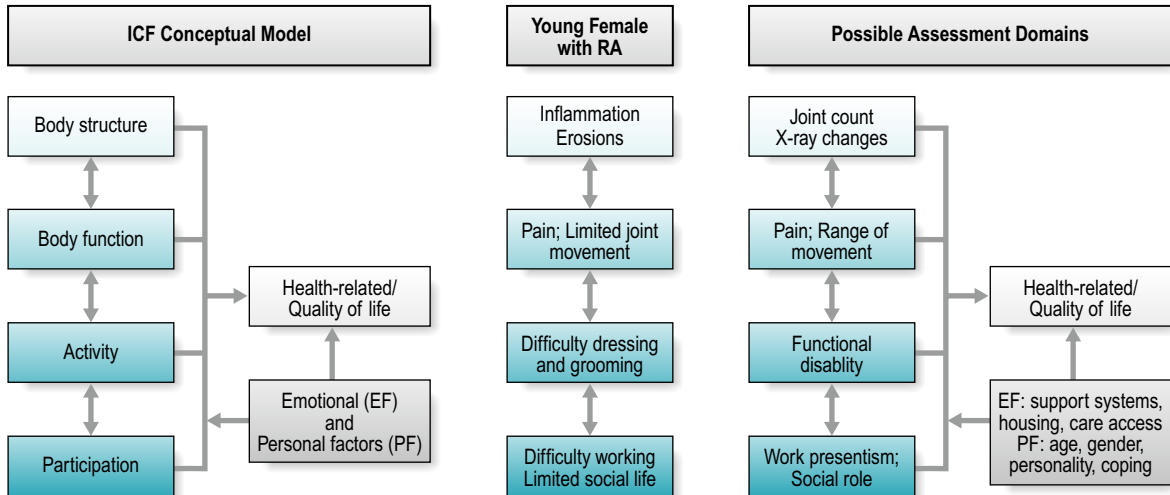 ICF Conceptual Model
Body structure
Body function
Activity
Participation
Health-related/
Quality of life
Emotional (EF)
and
Personal factors (PF)
Young Female
with RA
Inflammation
Erosions
Pain; Limited joint
movement
Difficulty dressing
and grooming
Difficulty working
Limited social life
Possible Assessment Domains
Joint count
X-ray changes
Pain; Range of
movement
Functional
disablity
Work presentism;
Social role
Health-related/
Quality of life
EF: support systems,
housing, care access
PF: age, gender,
personality, coping